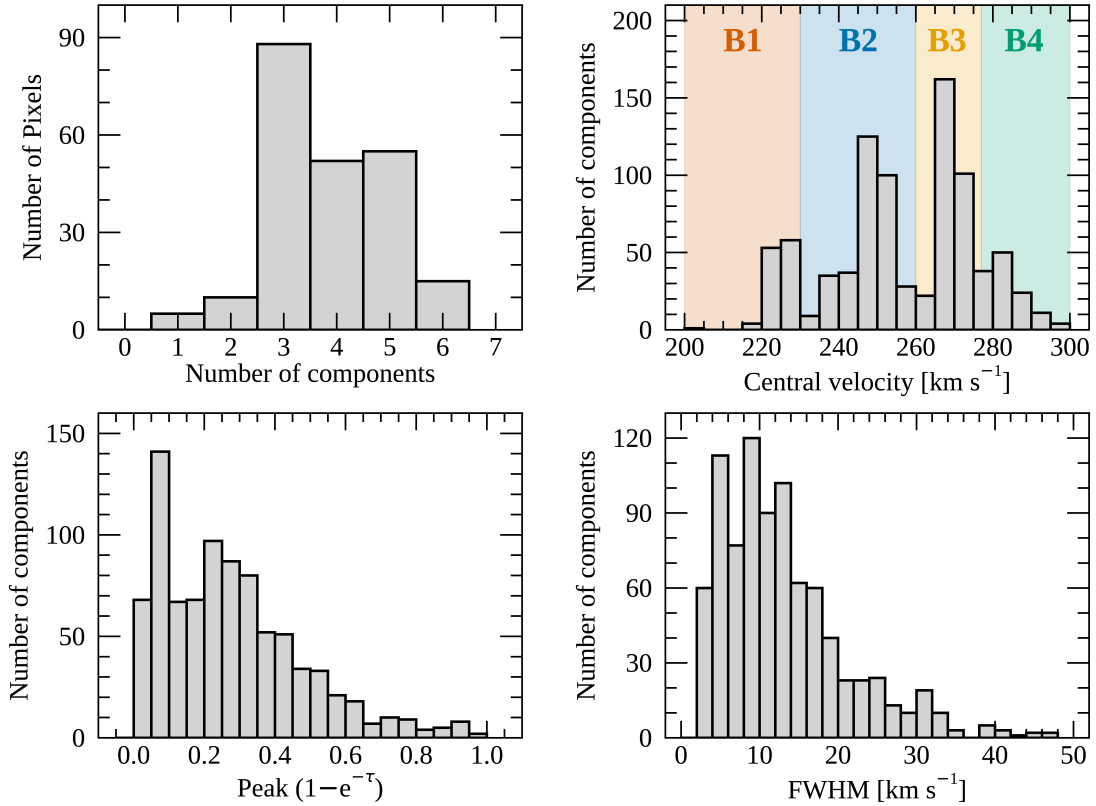 90
60
30
0
Number of Pixels
0 1 2 3 4 5 6 7
Number of components
200
150
100
50
0
Number of components
B1 B2 B3 B4
200 220 240 260 280 300
Central velocity [km s⁻¹]
150
100
50
0
Number of components
0.0 0.2 0.4 0.6 0.8 1.0
Peak (1−e^{−τ})
120
90
60
30
0
Number of components
0 10 20 30 40 50
FWHM [km s⁻¹]